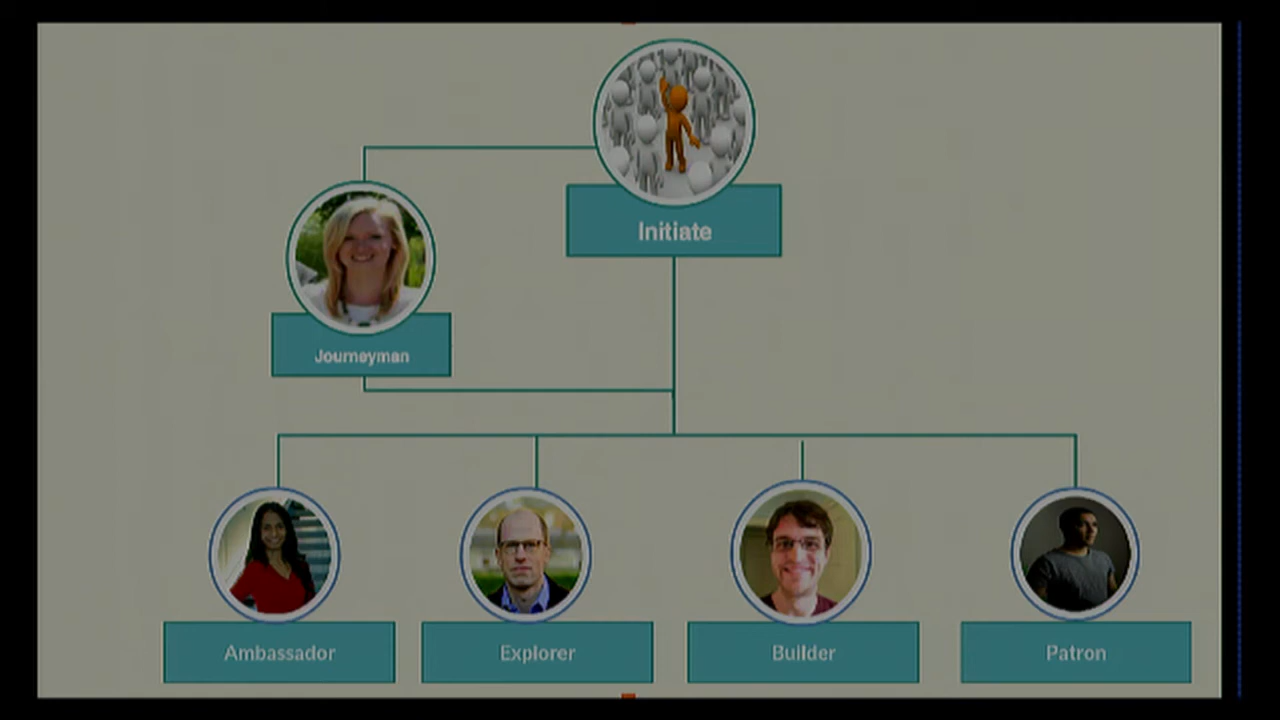 Initiate
Journeyman
Ambassador
Explorer
Builder
Patron